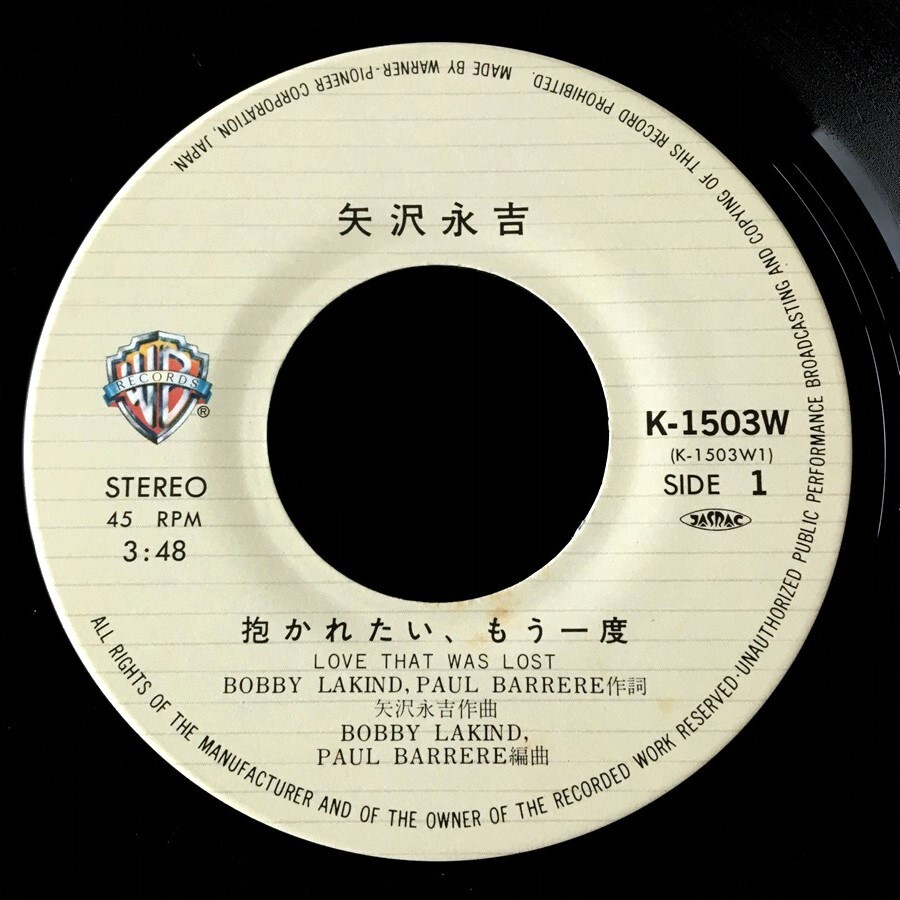 矢沢永吉
WB
RECORDS
®
STEREO
45 RPM
3:48
K-1503W
(K-1503W1)
SIDE 1
JASRAC
抱かれたい、もう一度
LOVE THAT WAS LOST
BOBBY LAKIND, PAUL BARRERE作詞
矢沢永吉作曲
BOBBY LAKIND,
PAUL BARRERE編曲
ALL RIGHTS OF THE MANUFACTURER AND OF THE OWNER OF THE RECORDED WORK RESERVED·UNAUTHORIZED PUBLIC PERFORMANCE BROADCASTING AND COPYING OF THIS RECORD PROHIBITED. MADE BY WARNER-PIONEER CORPORATION, JAPAN.